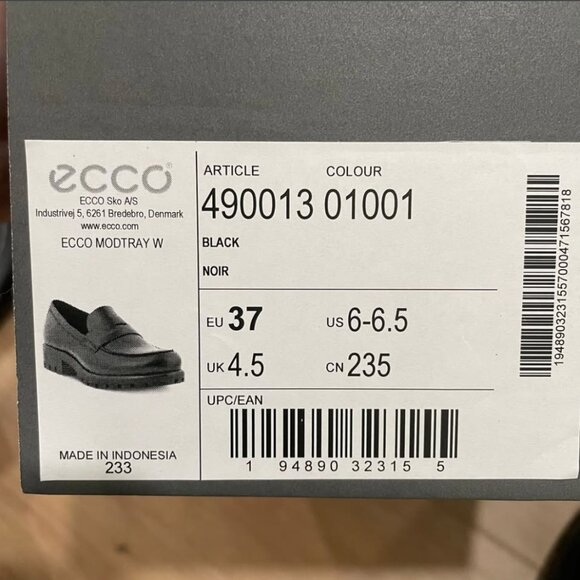 ecco®
ECCO Sko A/S
Industrivej 5, 6261 Bredebro, Denmark
www.ecco.com
ECCO MODTRAY W
MADE IN INDONESIA
233
ARTICLE COLOUR
490013 01001
BLACK
NOIR
EU 37 US 6-6.5
UK 4.5 CN 235
UPC/EAN
1 94890 32315 5
1948903231557000471567818